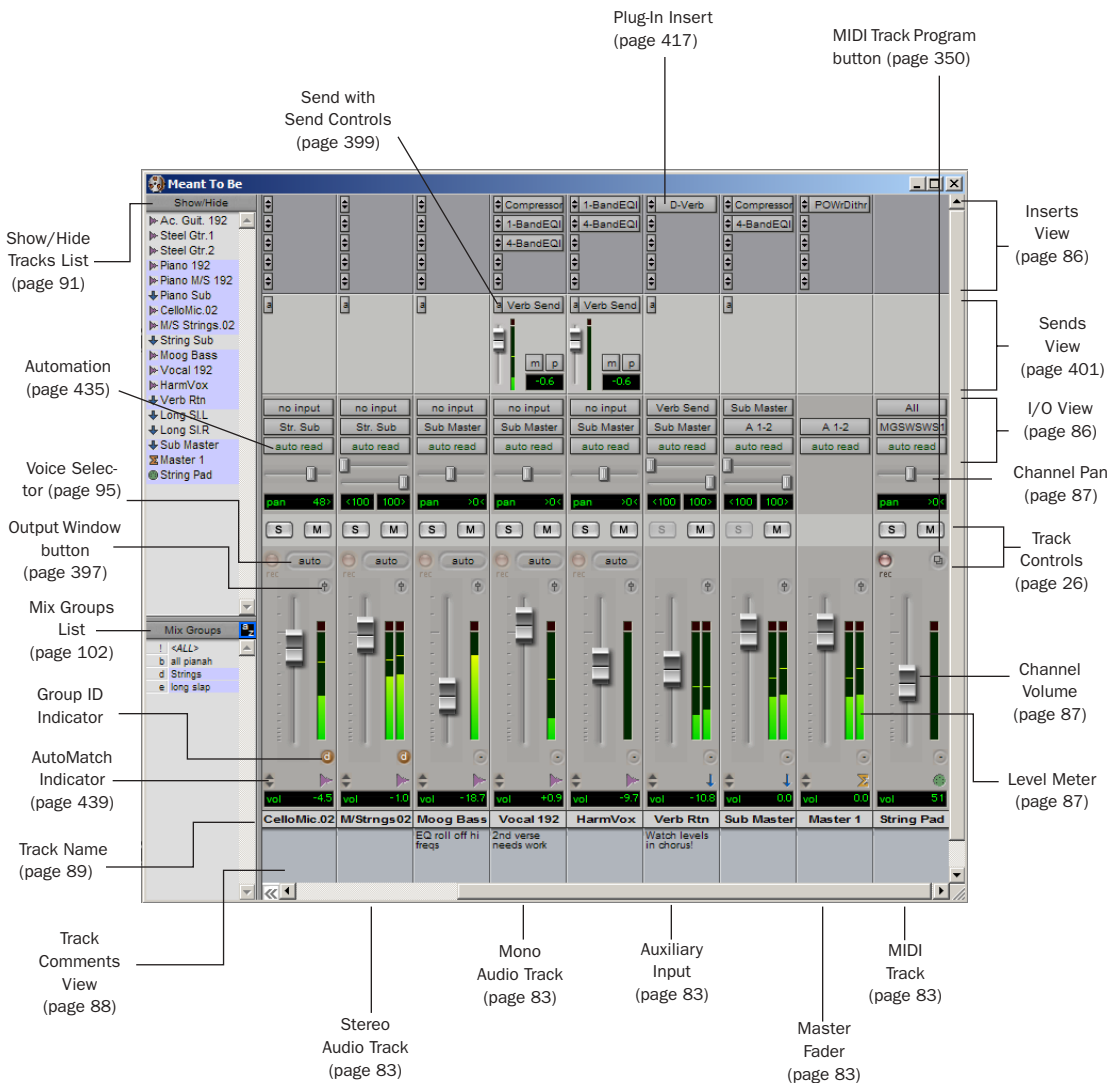 Plug-In Insert
(page 417)
MIDI Track Program
button (page 350)
Send with
Send Controls
(page 399)
Show/Hide
Tracks List
(page 91)
Automation
(page 435)
Voice Selec-
tor (page 95)
Output Window
button
(page 397)
Mix Groups
List
(page 102)
Group ID
Indicator
AutoMatch
Indicator
(page 439)
Track Name
(page 89)
Track
Comments
View
(page 88)
Meant To Be
Show/Hide
Ac. Guit. 192
Steel Gtr.1
Steel Gtr.2
Piano 192
Piano M/S 192
Piano Sub
CelloMic.02
M/S Strings.02
String Sub
Moog Bass
Vocal 192
HarmVox
Verb Rtn
Long Sl.L
Long Sl.R
Sub Master
Master 1
String Pad
Mix Groups
a z
! <ALL>
b all pianah
d Strings
e long slap
Compressor 1-BandEQI D-Verb Compressor POWrDithr
1-BandEQI 4-BandEQI 4-BandEQI
4-BandEQI
a a a a Verb Send a Verb Send a a
m p m p
-0.6 -0.6
no input no input no input no input no input Verb Send Sub Master All
Str. Sub Str. Sub Sub Master Sub Master Sub Master Sub Master A 1-2 A 1-2 MGSWSWS1
auto read auto read auto read auto read auto read auto read auto read auto read auto read
pan 48> <100 100> pan >0< pan >0< pan >0< <100 100> <100 100> pan >0<
S M S M S M S M S M S M S M S M
auto auto auto auto auto
rec rec rec rec rec rec
d d
vol -4.5 vol -1.0 vol -18.7 vol +0.9 vol -9.7 vol -10.8 vol 0.0 vol 0.0 vol 51
CelloMic.02 M/Strngs02 Moog Bass Vocal 192 HarmVox Verb Rtn Sub Master Master 1 String Pad
EQ roll off hi
freqs
2nd verse
needs work
Watch levels
in chorus!
Inserts
View
(page 86)
Sends
View
(page 401)
I/O View
(page 86)
Channel Pan
(page 87)
Track
Controls
(page 26)
Channel
Volume
(page 87)
Level Meter
(page 87)
Stereo
Audio Track
(page 83)
Mono
Audio Track
(page 83)
Auxiliary
Input
(page 83)
Master
Fader
(page 83)
MIDI
Track
(page 83)